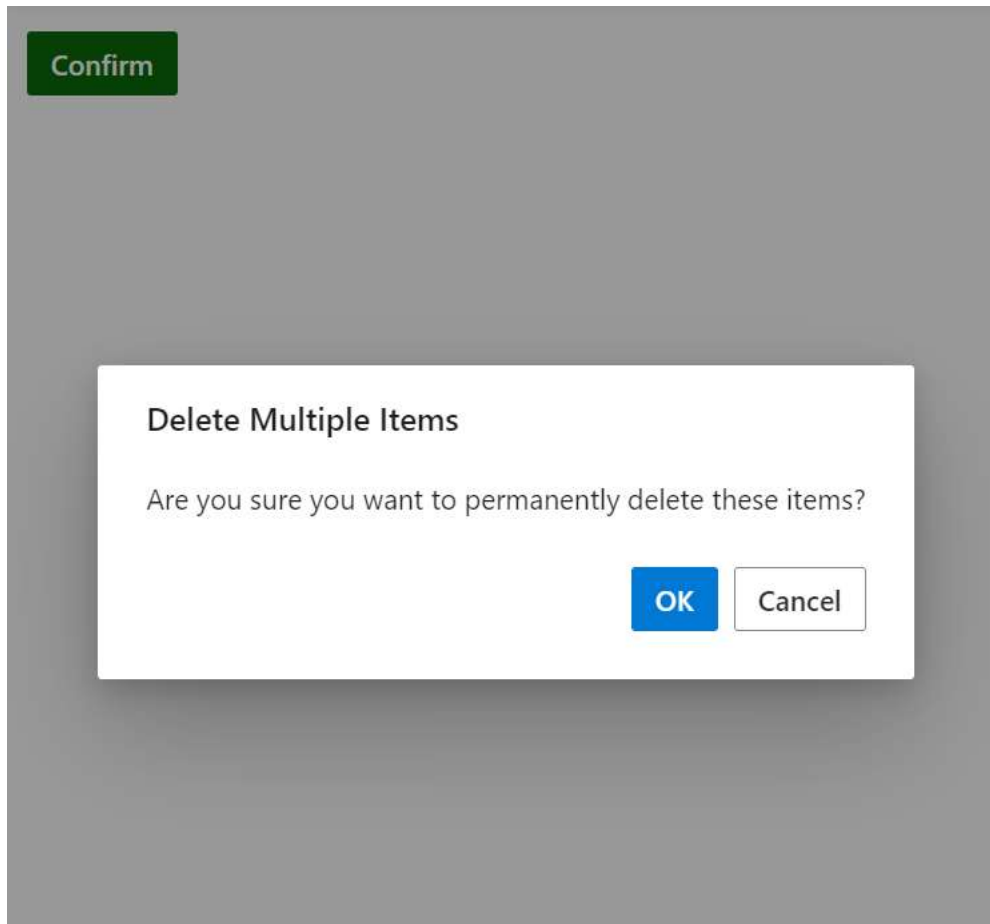 Confirm
Delete Multiple Items
Are you sure you want to permanently delete these items?
OK Cancel